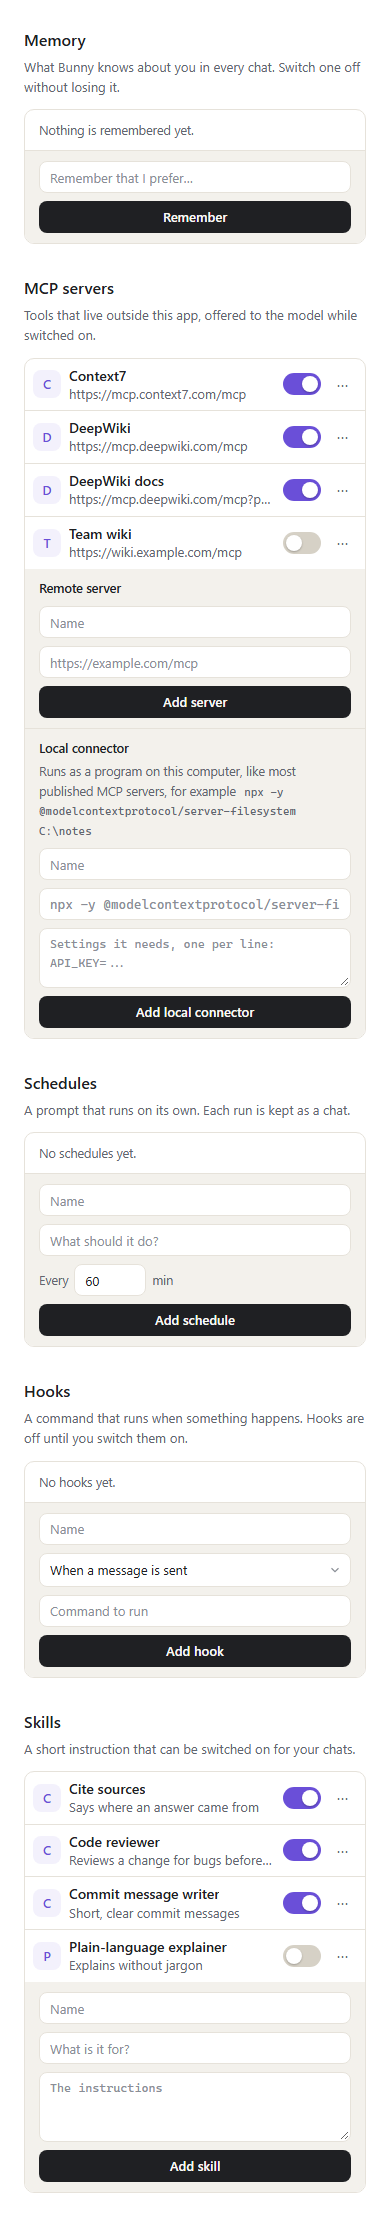 Memory
What Bunny knows about you in every chat. Switch one off
without losing it.
Nothing is remembered yet.
Remember that I prefer...
Remember
MCP servers
Tools that live outside this app, offered to the model while
switched on.
C
Context7
https://mcp.context7.com/mcp
...
D
DeepWiki
https://mcp.deepwiki.com/mcp
...
D
DeepWiki docs
https://mcp.deepwiki.com/mcp?p...
...
T
Team wiki
https://wiki.example.com/mcp
...
Remote server
Name
https://example.com/mcp
Add server
Local connector
Runs as a program on this computer, like most
published MCP servers, for example npx -y
@modelcontextprotocol/server-filesystem
C:\notes
Name
npx -y @modelcontextprotocol/server-fi
Settings it needs, one per line:
API_KEY=...
Add local connector
Schedules
A prompt that runs on its own. Each run is kept as a chat.
No schedules yet.
Name
What should it do?
Every 60 min
Add schedule
Hooks
A command that runs when something happens. Hooks are
off until you switch them on.
No hooks yet.
Name
When a message is sent
Command to run
Add hook
Skills
A short instruction that can be switched on for your chats.
C
Cite sources
Says where an answer came from
...
C
Code reviewer
Reviews a change for bugs before...
...
C
Commit message writer
Short, clear commit messages
...
P
Plain-language explainer
Explains without jargon
...
Name
What is it for?
The instructions
Add skill